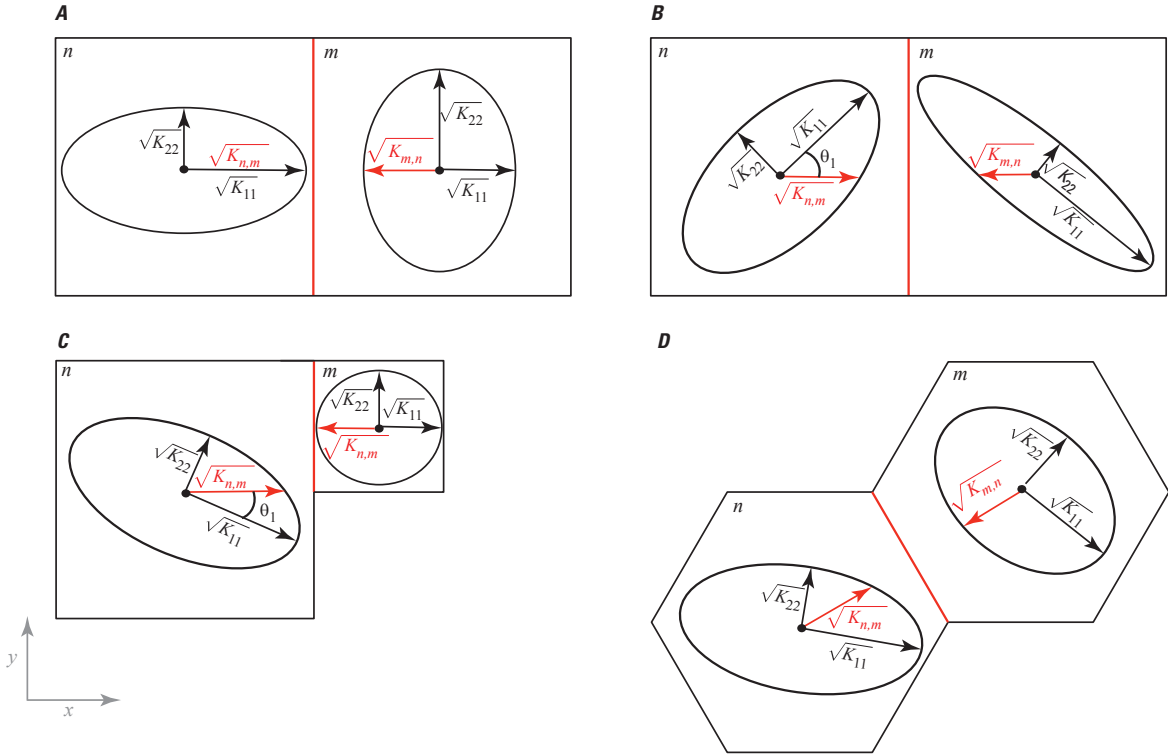 A
n
m
√K22
√Kn,m
√K11
√K22
√Km,n
√K11
B
n
m
√K11
θ1
√K22
√Kn,m
√Km,n
√K22
√K11
C
n
m
√K22
√Kn,m
θ1
√K11
√K22
√K11
√Kn,m
D
m
√K22
√Km,n
√K11
n
√K22
√Kn,m
√K11
y
x